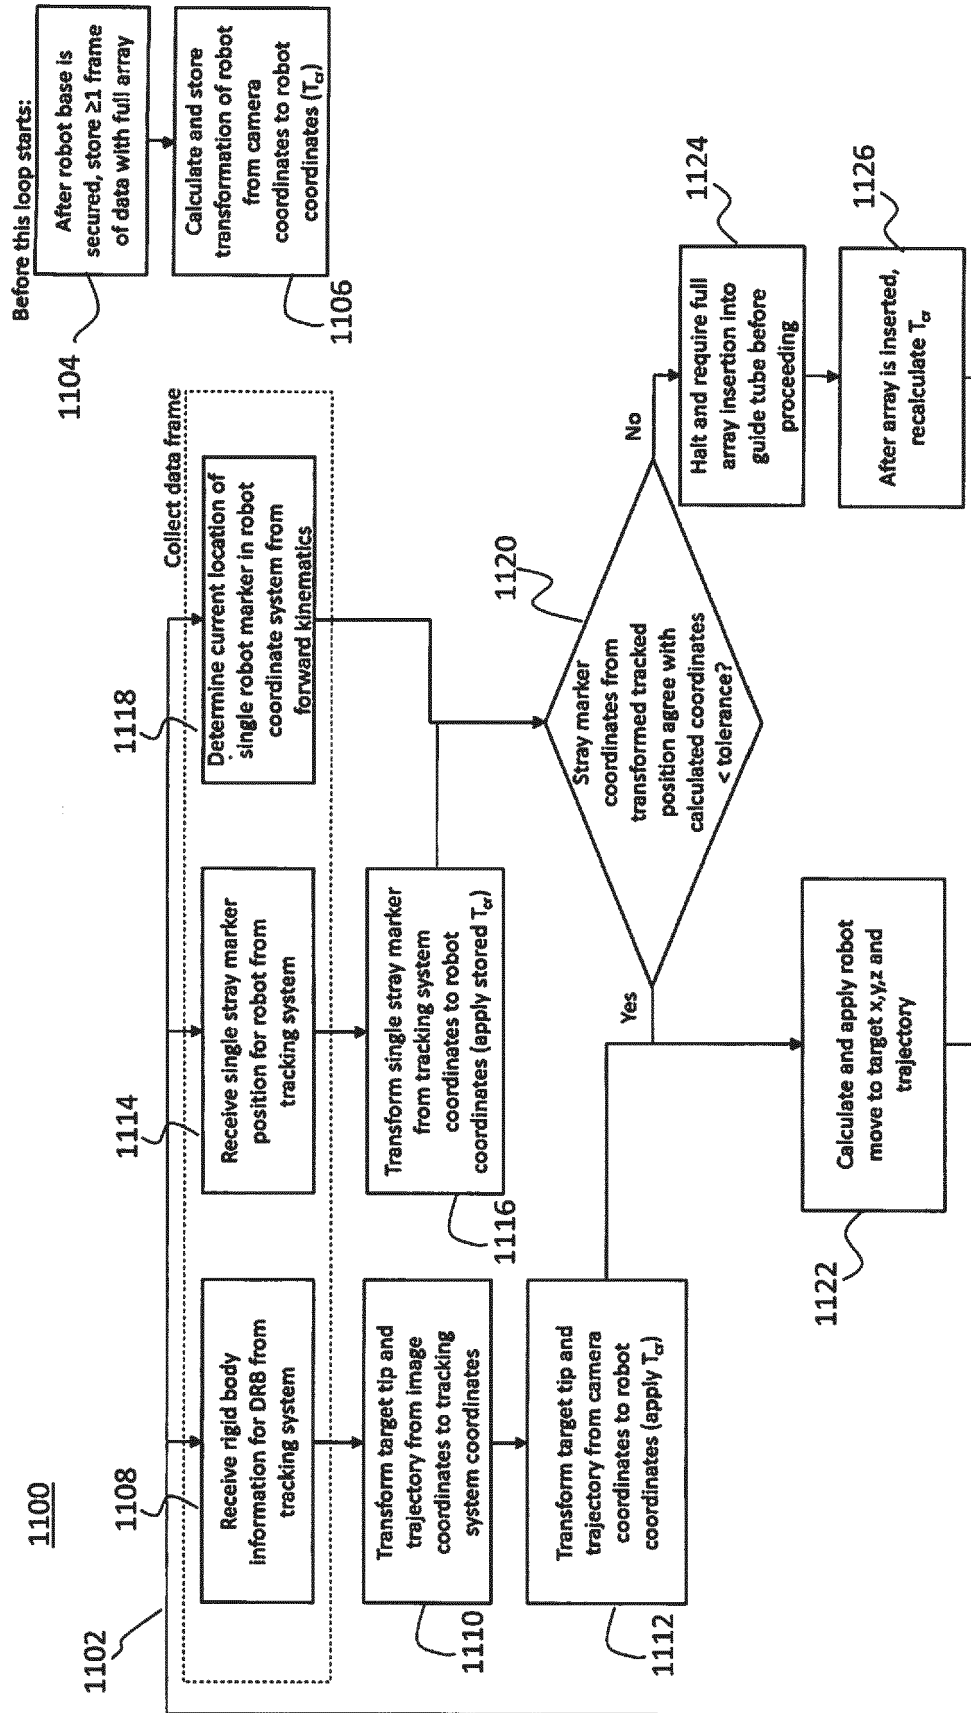 1100
1102
Before this loop starts:
After robot base is
secured, store ≥1 frame
of data with full array
1104
Calculate and store
transformation of robot
from camera
coordinates to robot
coordinates (Tcr)
1106
Collect data frame
1108
Receive rigid body
information for DRB from
tracking system
1114
Receive single stray marker
position for robot from
tracking system
1118
Determine current location of
single robot marker in robot
coordinate system from
forward kinematics
Transform target tip and
trajectory from image
coordinates to tracking
system coordinates
1110
Transform single stray marker
from tracking system
coordinates to robot
coordinates (apply stored Tcr)
1116
Transform target tip and
trajectory from camera
coordinates to robot
coordinates (apply Tcr)
1112
1120
Stray marker
coordinates from
transformed tracked
position agree with
calculated coordinates
< tolerance?
Yes
No
1124
Halt and require full
array insertion into
guide tube before
proceeding
1122
Calculate and apply robot
move to target x,y,z and
trajectory
1126
After array is inserted,
recalculate Tcr